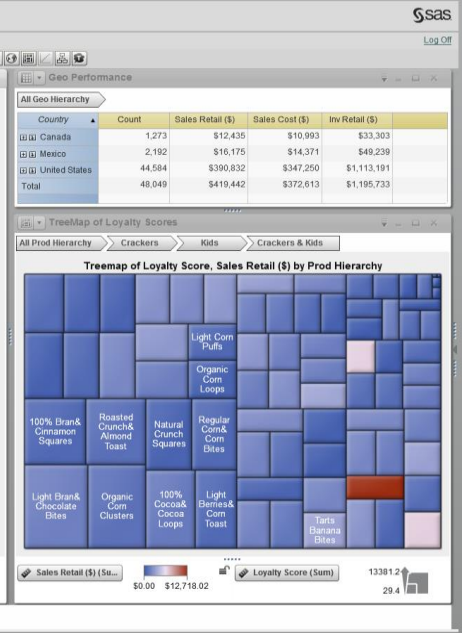 sas
Log Off
Geo Performance
All Geo Hierarchy
Country Count Sales Retail ($) Sales Cost ($) Inv Retail ($)
Canada 1,273 $12,435 $10,993 $33,303
Mexico 2,192 $16,175 $14,371 $49,239
United States 44,584 $390,832 $347,250 $1,113,191
Total 48,049 $419,442 $372,613 $1,195,733
TreeMap of Loyalty Scores
All Prod Hierarchy Crackers Kids Crackers & Kids
Treemap of Loyalty Score, Sales Retail ($) by Prod Hierarchy
Light Corn
Puffs
Organic
Corn
Loops
100% Bran&
Cinnamon
Squares
Roasted
Crunch&
Almond
Toast
Natural
Crunch
Squares
Regular
Corn&
Corn
Bites
Light Bran&
Chocolate
Bites
Organic
Corn
Clusters
100%
Cocoa&
Cocoa
Loops
Light
Berries&
Corn
Toast
Tarts
Banana
Bites
Sales Retail ($) (Su...
$0.00 $12,718.02
Loyalty Score (Sum)
13381.2
29.4